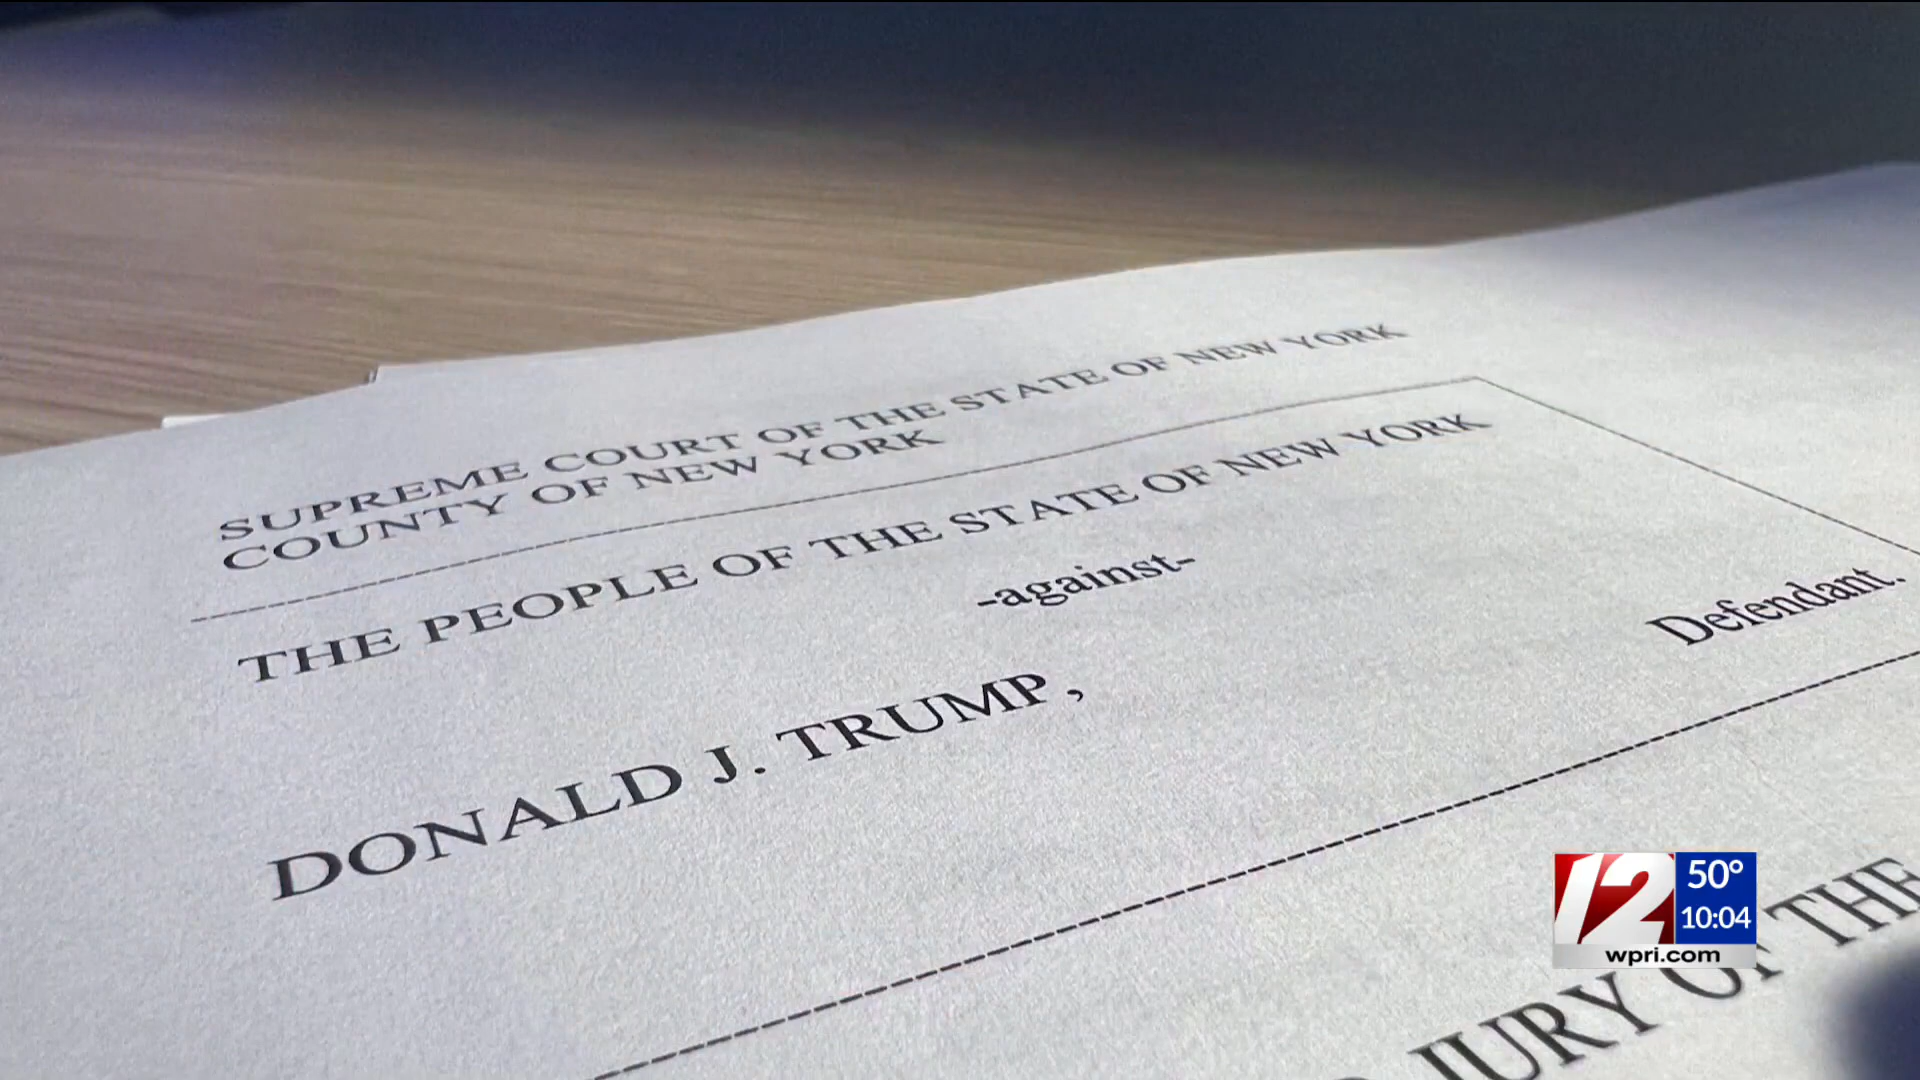 SUPREME COURT OF THE STATE OF NEW YORK
COUNTY OF NEW YORK
THE PEOPLE OF THE STATE OF NEW YORK
-against-
DONALD J. TRUMP,
Defendant.
JURY OF THE
12
50°
10:04
wpri.com